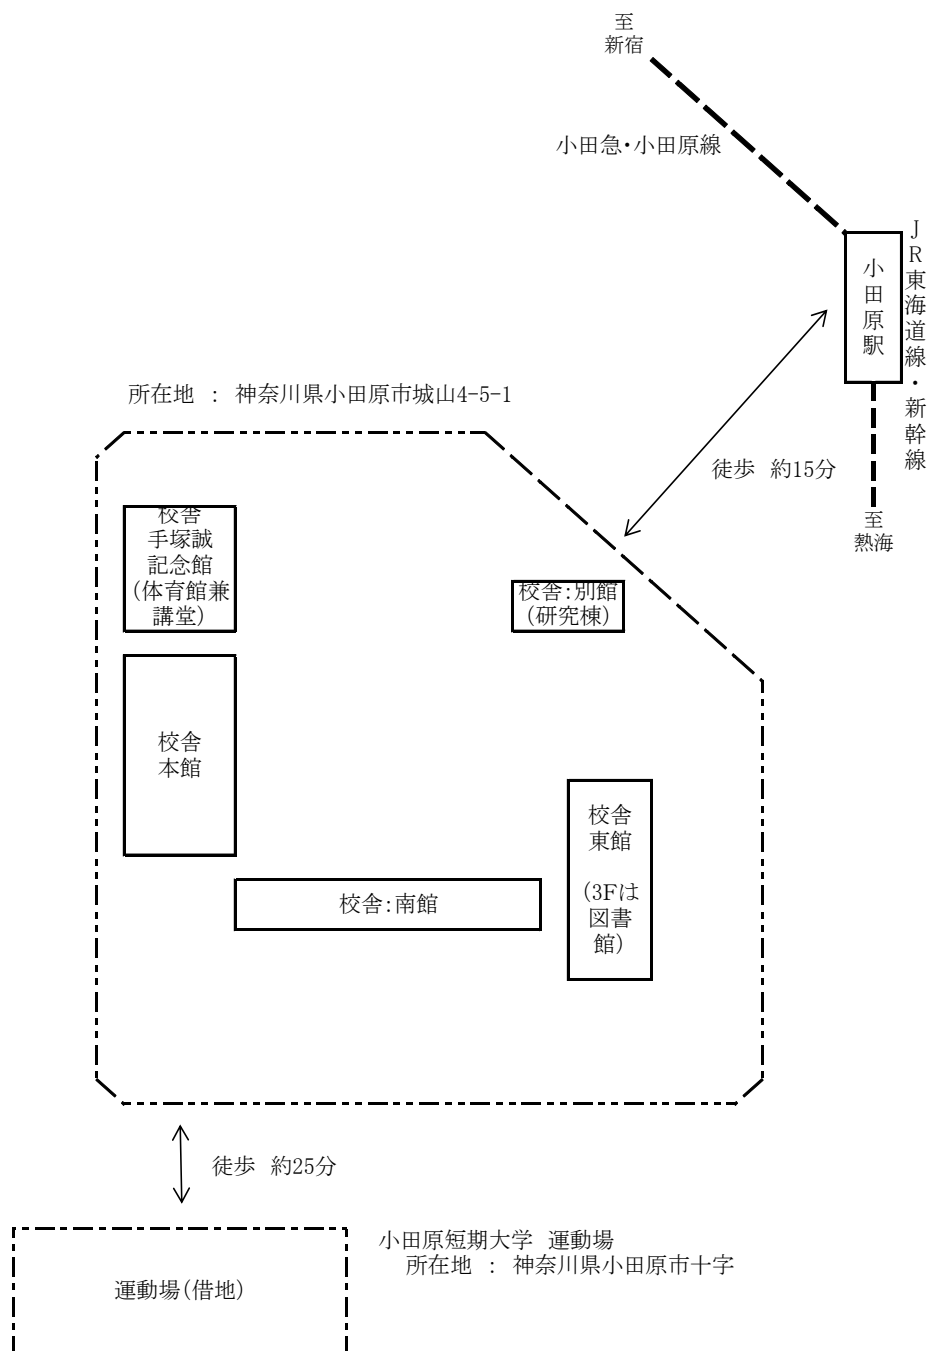 至
新宿
小田急・小田原線
小田原駅
JR東海道線・新幹線
所在地 : 神奈川県小田原市城山4-5-1
徒歩 約15分
至
熱海
校舎
手塚誠
記念館
(体育館兼
講堂)
校舎:別館
(研究棟)
校舎
本館
校舎
東館
(3Fは
図書
館)
校舎:南館
徒歩 約25分
小田原短期大学 運動場
所在地 : 神奈川県小田原市十字
運動場(借地)